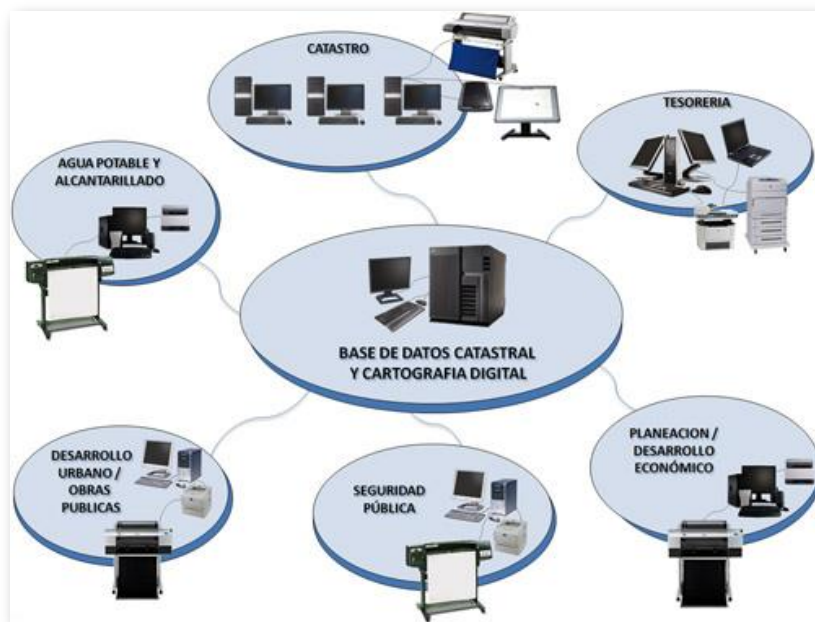 CATASTRO
TESORERIA
AGUA POTABLE Y
ALCANTARILLADO
BASE DE DATOS CATASTRAL
Y CARTOGRAFIA DIGITAL
DESARROLLO
URBANO /
OBRAS
PUBLICAS
SEGURIDAD
PÚBLICA
PLANEACION /
DESARROLLO
ECONÓMICO